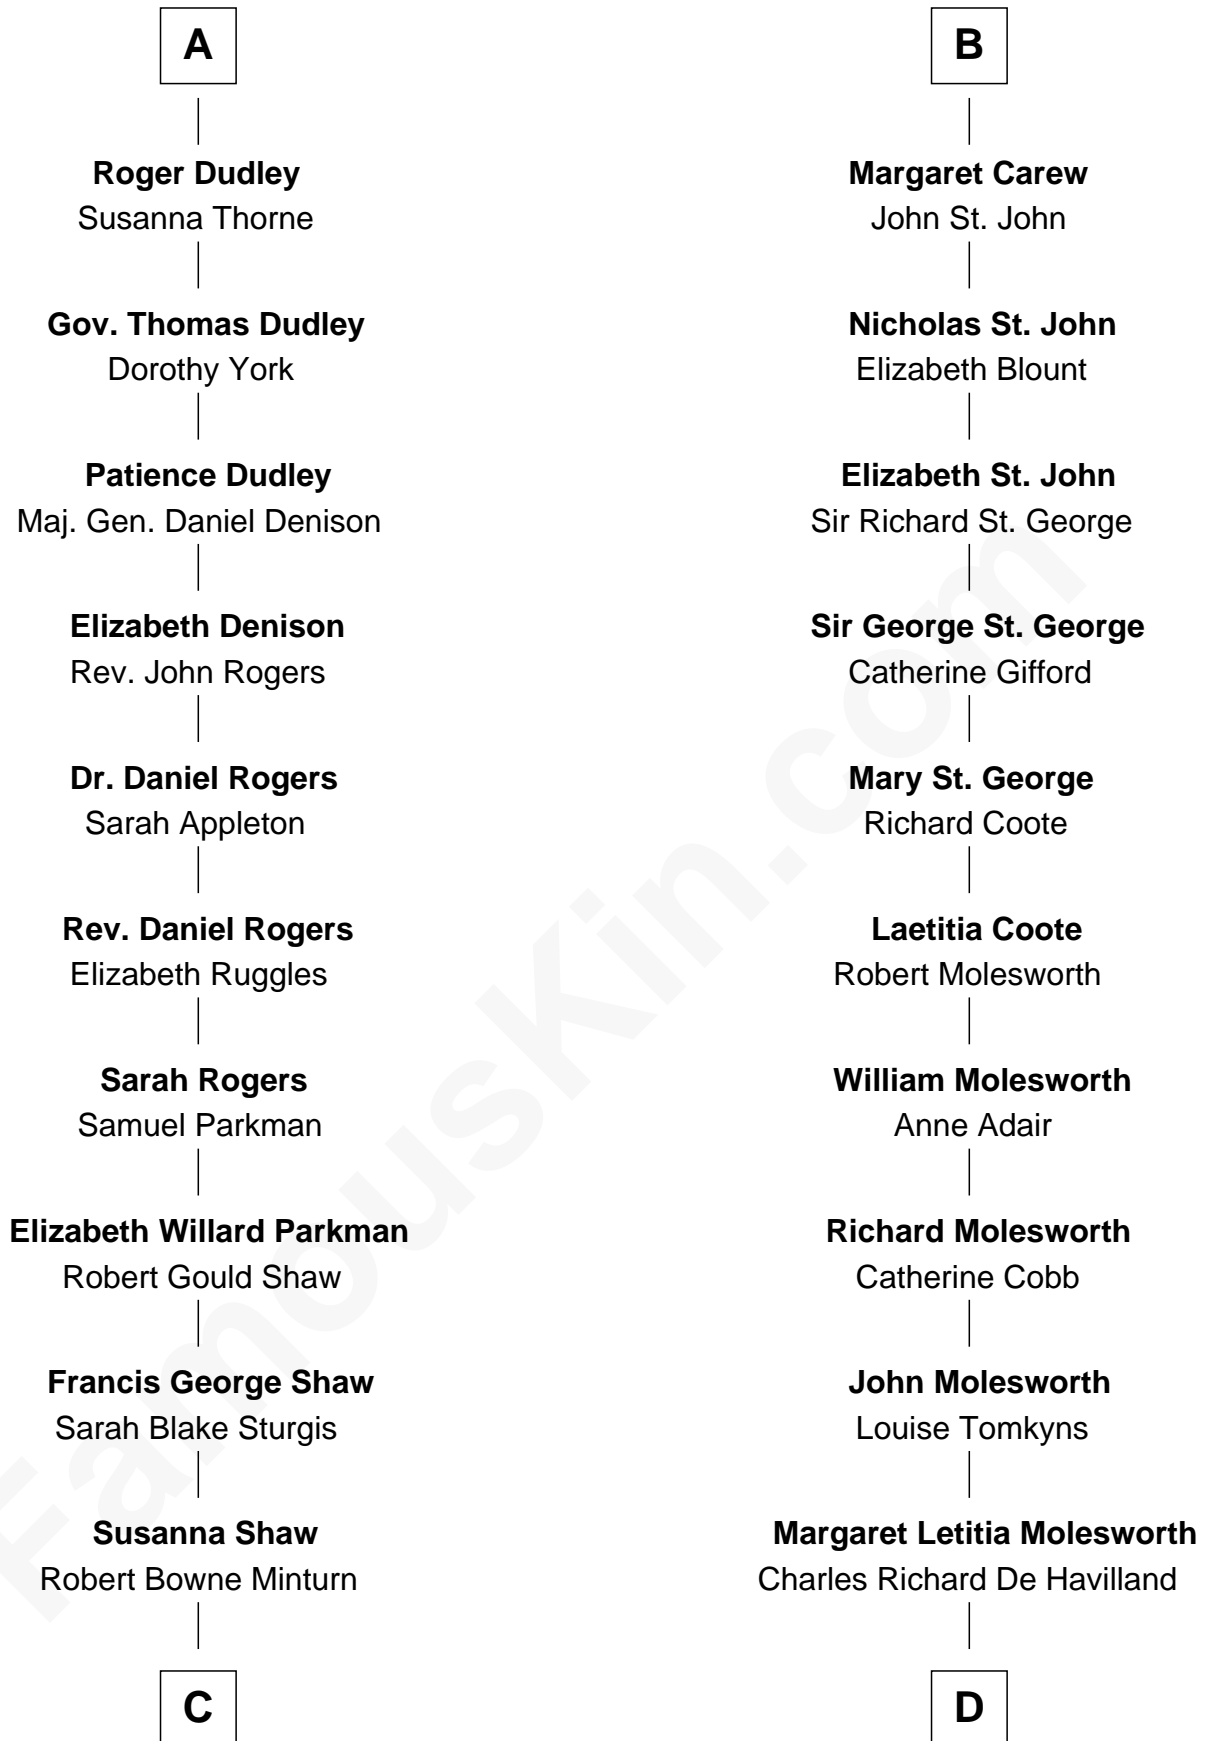 A
Roger Dudley
Susanna Thorne
Gov. Thomas Dudley
Dorothy York
Patience Dudley
Maj. Gen. Daniel Denison
Elizabeth Denison
Rev. John Rogers
Dr. Daniel Rogers
Sarah Appleton
Rev. Daniel Rogers
Elizabeth Ruggles
Sarah Rogers
Samuel Parkman
Elizabeth Willard Parkman
Robert Gould Shaw
Francis George Shaw
Sarah Blake Sturgis
Susanna Shaw
Robert Bowne Minturn
C
B
Margaret Carew
John St. John
Nicholas St. John
Elizabeth Blount
Elizabeth St. John
Sir Richard St. George
Sir George St. George
Catherine Gifford
Mary St. George
Richard Coote
Laetitia Coote
Robert Molesworth
William Molesworth
Anne Adair
Richard Molesworth
Catherine Cobb
John Molesworth
Louise Tomkyns
Margaret Letitia Molesworth
Charles Richard De Havilland
D
FamousKin.com